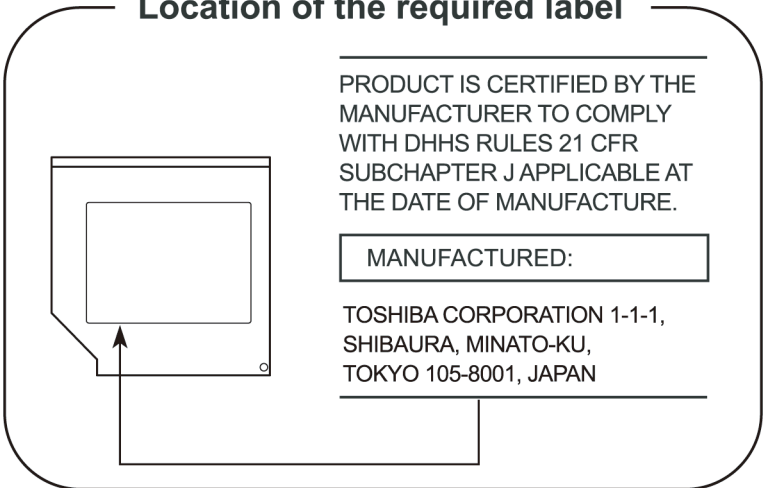 Location of the required label
PRODUCT IS CERTIFIED BY THE
MANUFACTURER TO COMPLY
WITH DHHS RULES 21 CFR
SUBCHAPTER J APPLICABLE AT
THE DATE OF MANUFACTURE.
MANUFACTURED:
TOSHIBA CORPORATION 1-1-1,
SHIBAURA, MINATO-KU,
TOKYO 105-8001, JAPAN